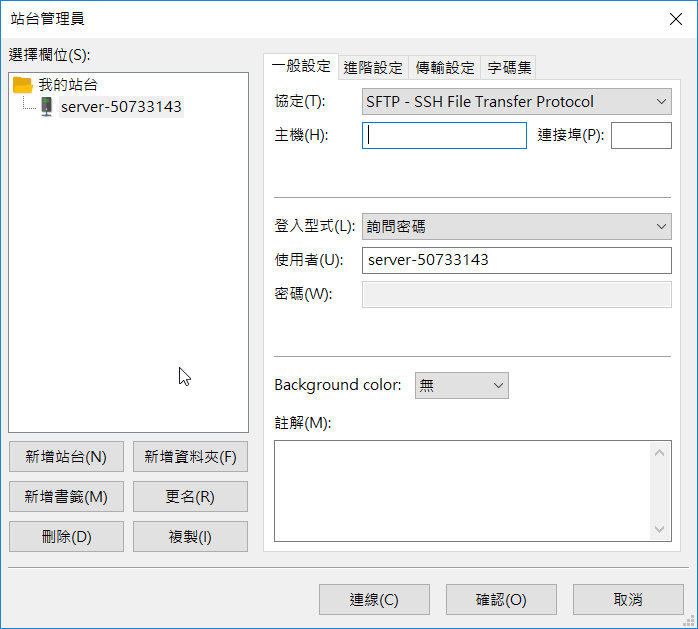 站台管理員
選擇欄位(S):
我的站台
server-50733143
新增站台(N)
新增資料夾(F)
新增書籤(M)
更名(R)
刪除(D)
複製(I)
一般設定
進階設定
傳輸設定
字碼集
協定(T):
SFTP - SSH File Transfer Protocol
主機(H):
連接埠(P):
登入型式(L):
詢問密碼
使用者(U):
server-50733143
密碼(W):
Background color:
無
註解(M):
連線(C)
確認(O)
取消